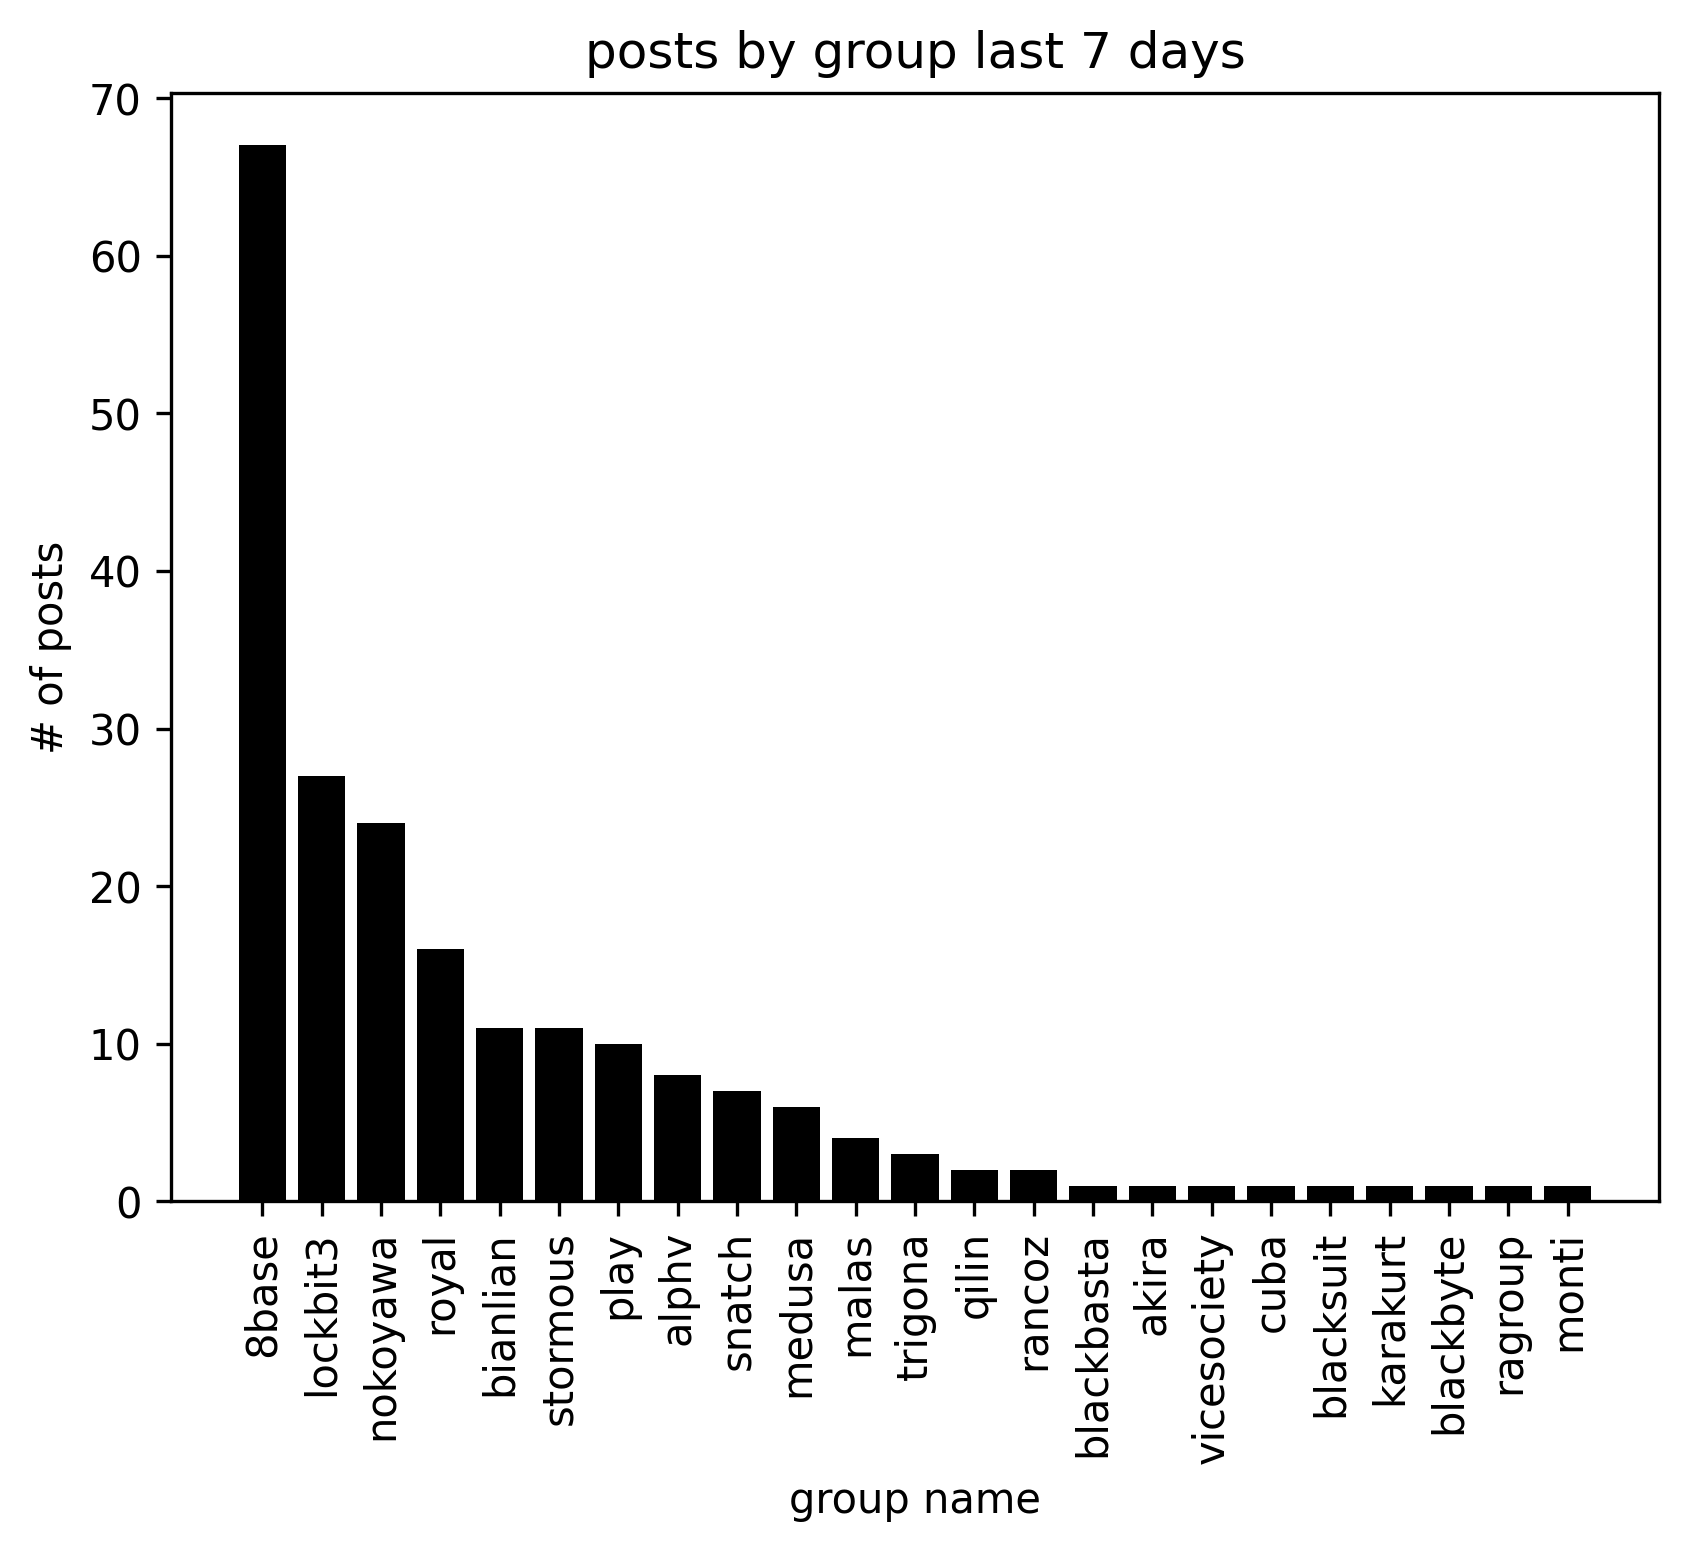 posts by group last 7 days
70
60
50
40
30
20
10
0
# of posts
8base
lockbit3
nokoyawa
royal
bianlian
stormous
play
alphv
snatch
medusa
malas
trigona
qilin
rancoz
blackbasta
akira
vicesociety
cuba
blacksuit
karakurt
blackbyte
ragroup
monti
group name